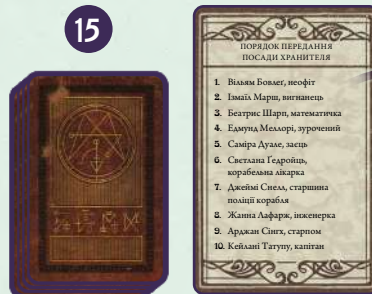 15
ПОРЯДОК ПЕРЕДАННЯ
ПОСАДИ ХРАНИТЕЛЯ
1. Вільям Бовлег, неофіт
2. Ізмаїл Марш, вигнанець
3. Беатрис Шарп, математичка
4. Едмунд Меллорі, зурочений
5. Саміра Дуале, заєць
6. Светлана Ґедройць,
корабельна лікарка
7. Джеймі Снелл, старшина
поліції корабля
8. Жанна Лафарж, інженерка
9. Арджан Сінгх, старпом
10. Кейлані Татупу, капітан